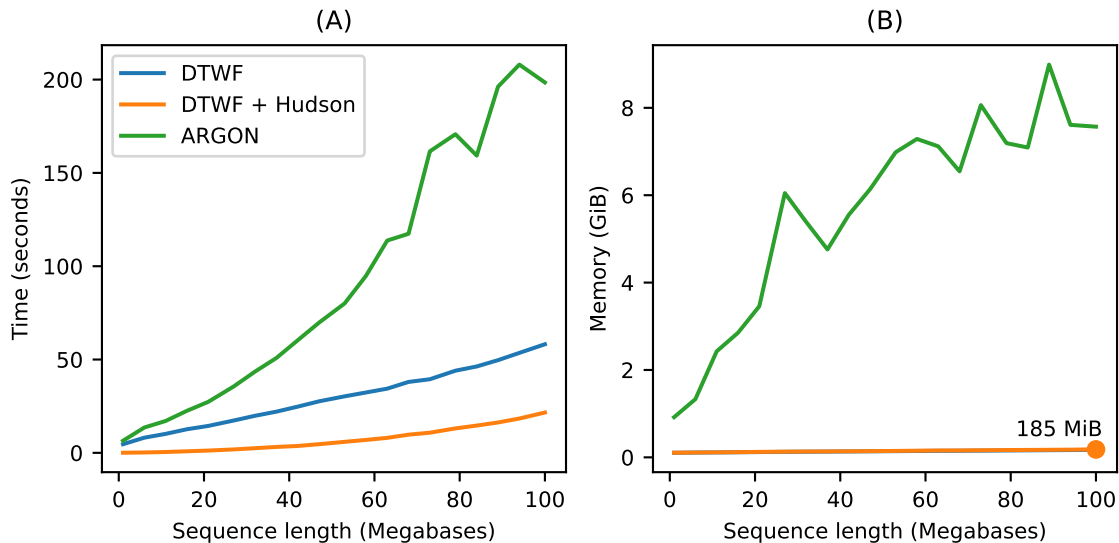 (A)
200
150
100
50
0
Time (seconds)
DTWF
DTWF + Hudson
ARGON
0 20 40 60 80 100
Sequence length (Megabases)
(B)
8
6
4
2
0
Memory (GiB)
185 MiB
0 20 40 60 80 100
Sequence length (Megabases)